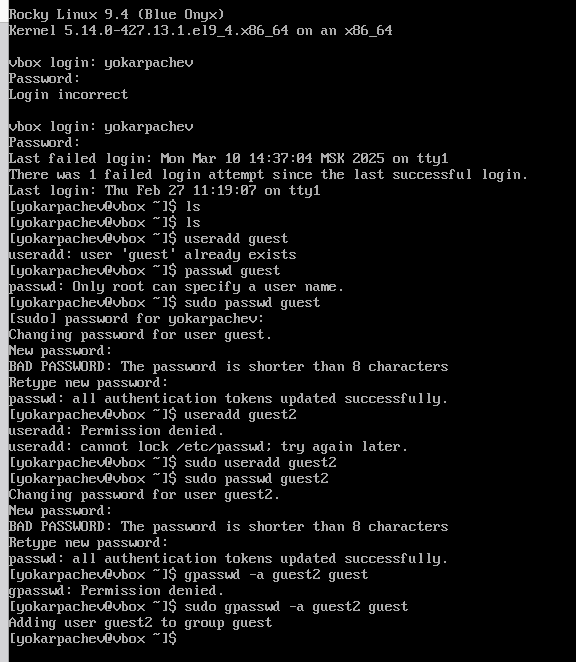 Rocky Linux 9.4 (Blue Onyx)
Kernel 5.14.0-427.13.1.el9_4.x86_64 on an x86_64
vbox login: yokarpachev
Password:
Login incorrect
vbox login: yokarpachev
Password:
Last failed login: Mon Mar 10 14:37:04 MSK 2025 on tty1
There was 1 failed login attempt since the last successful login.
Last login: Thu Feb 27 11:19:07 on tty1
[yokarpachev@vbox ~]$ ls
[yokarpachev@vbox ~]$ ls
[yokarpachev@vbox ~]$ useradd guest
useradd: user 'guest' already exists
[yokarpachev@vbox ~]$ passwd guest
passwd: Only root can specify a user name.
[yokarpachev@vbox ~]$ sudo passwd guest
[sudo] password for yokarpachev:
Changing password for user guest.
New password:
BAD PASSWORD: The password is shorter than 8 characters
Retype new password:
passwd: all authentication tokens updated successfully.
[yokarpachev@vbox ~]$ useradd guest2
useradd: Permission denied.
useradd: cannot lock /etc/passwd; try again later.
[yokarpachev@vbox ~]$ sudo useradd guest2
[yokarpachev@vbox ~]$ sudo passwd guest2
Changing password for user guest2.
New password:
BAD PASSWORD: The password is shorter than 8 characters
Retype new password:
passwd: all authentication tokens updated successfully.
[yokarpachev@vbox ~]$ gpasswd -a guest2 guest
gpasswd: Permission denied.
[yokarpachev@vbox ~]$ sudo gpasswd -a guest2 guest
Adding user guest2 to group guest
[yokarpachev@vbox ~]$